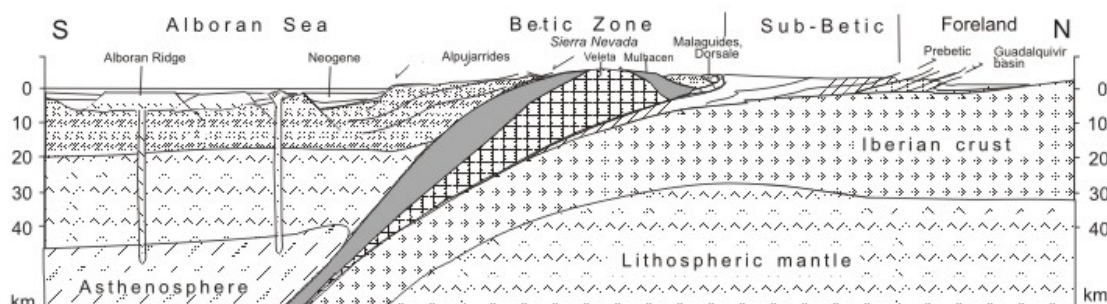 S Alboran Sea Betic Zone Sub-Betic Foreland N
Alboran Ridge Neogene Alpujarrides Sierra Nevada Veleta Mulhacen Malaguides, Dorsale Prebetic Guadalquivir basin
0 0
10 10
20 Iberian crust 20
30 30
40 40
Lithospheric mantle
Asthenosphere
km km